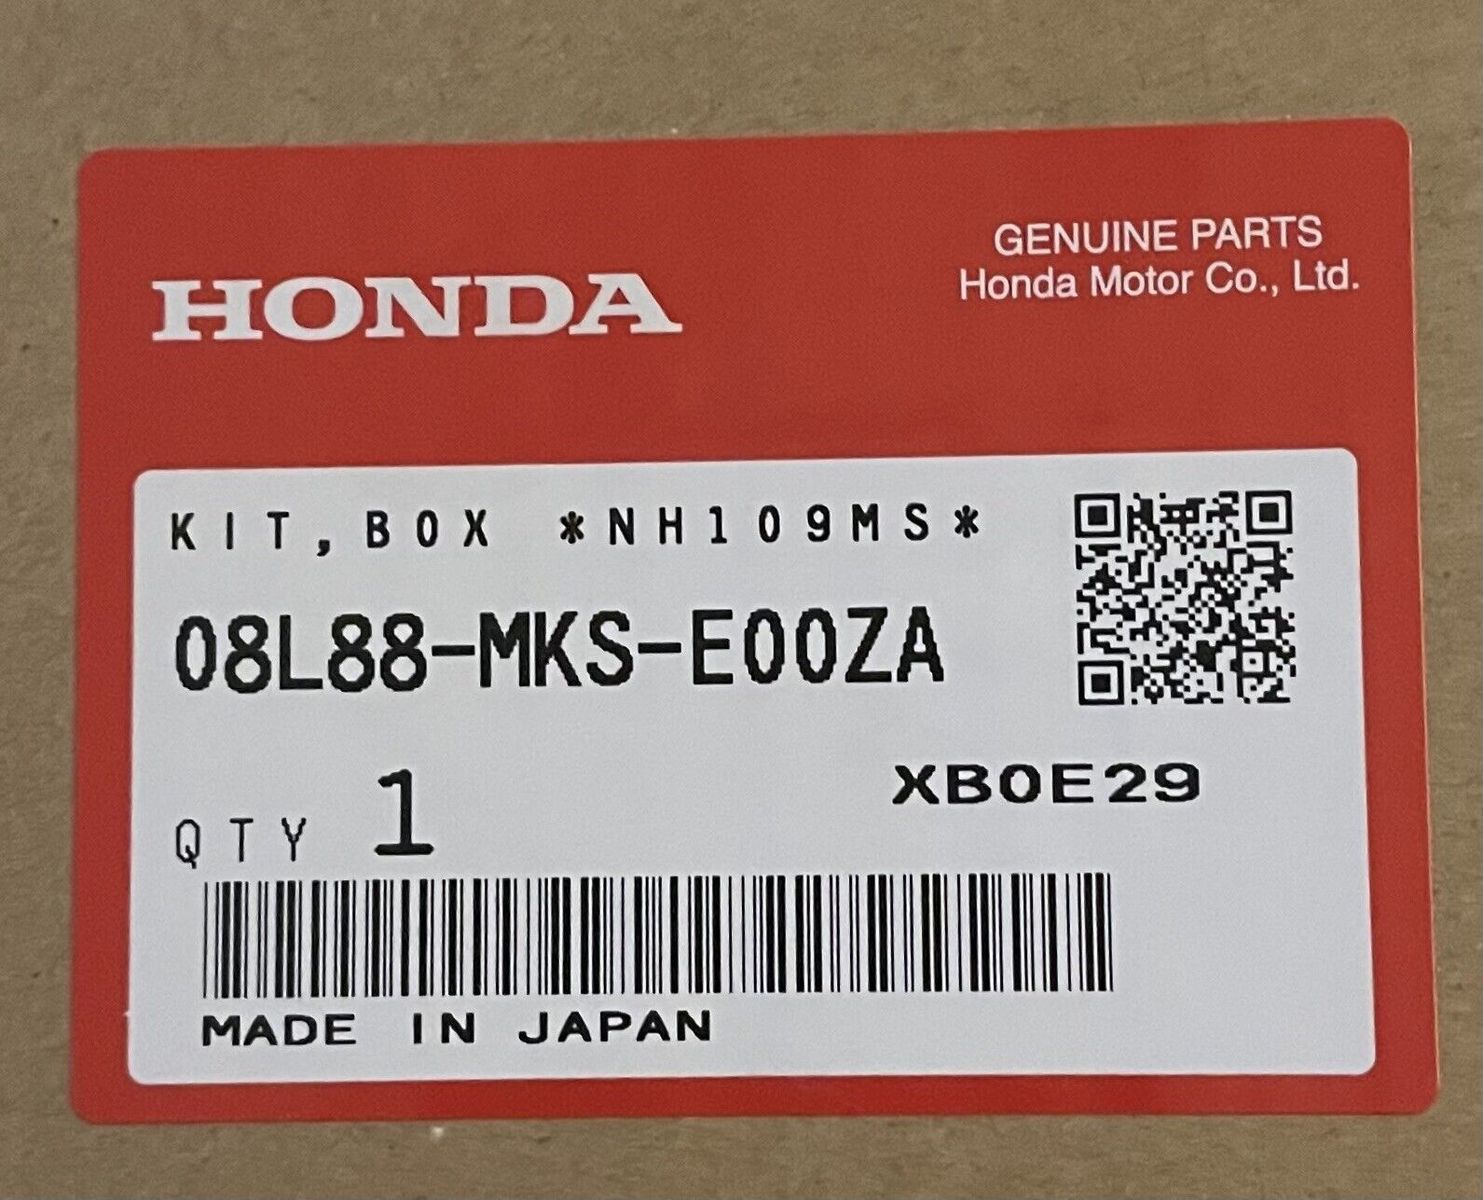 HONDA
GENUINE PARTS
Honda Motor Co., Ltd.
KIT,BOX *NH109MS*
08L88-MKS-E00ZA
XB0E29
QTY 1
MADE IN JAPAN